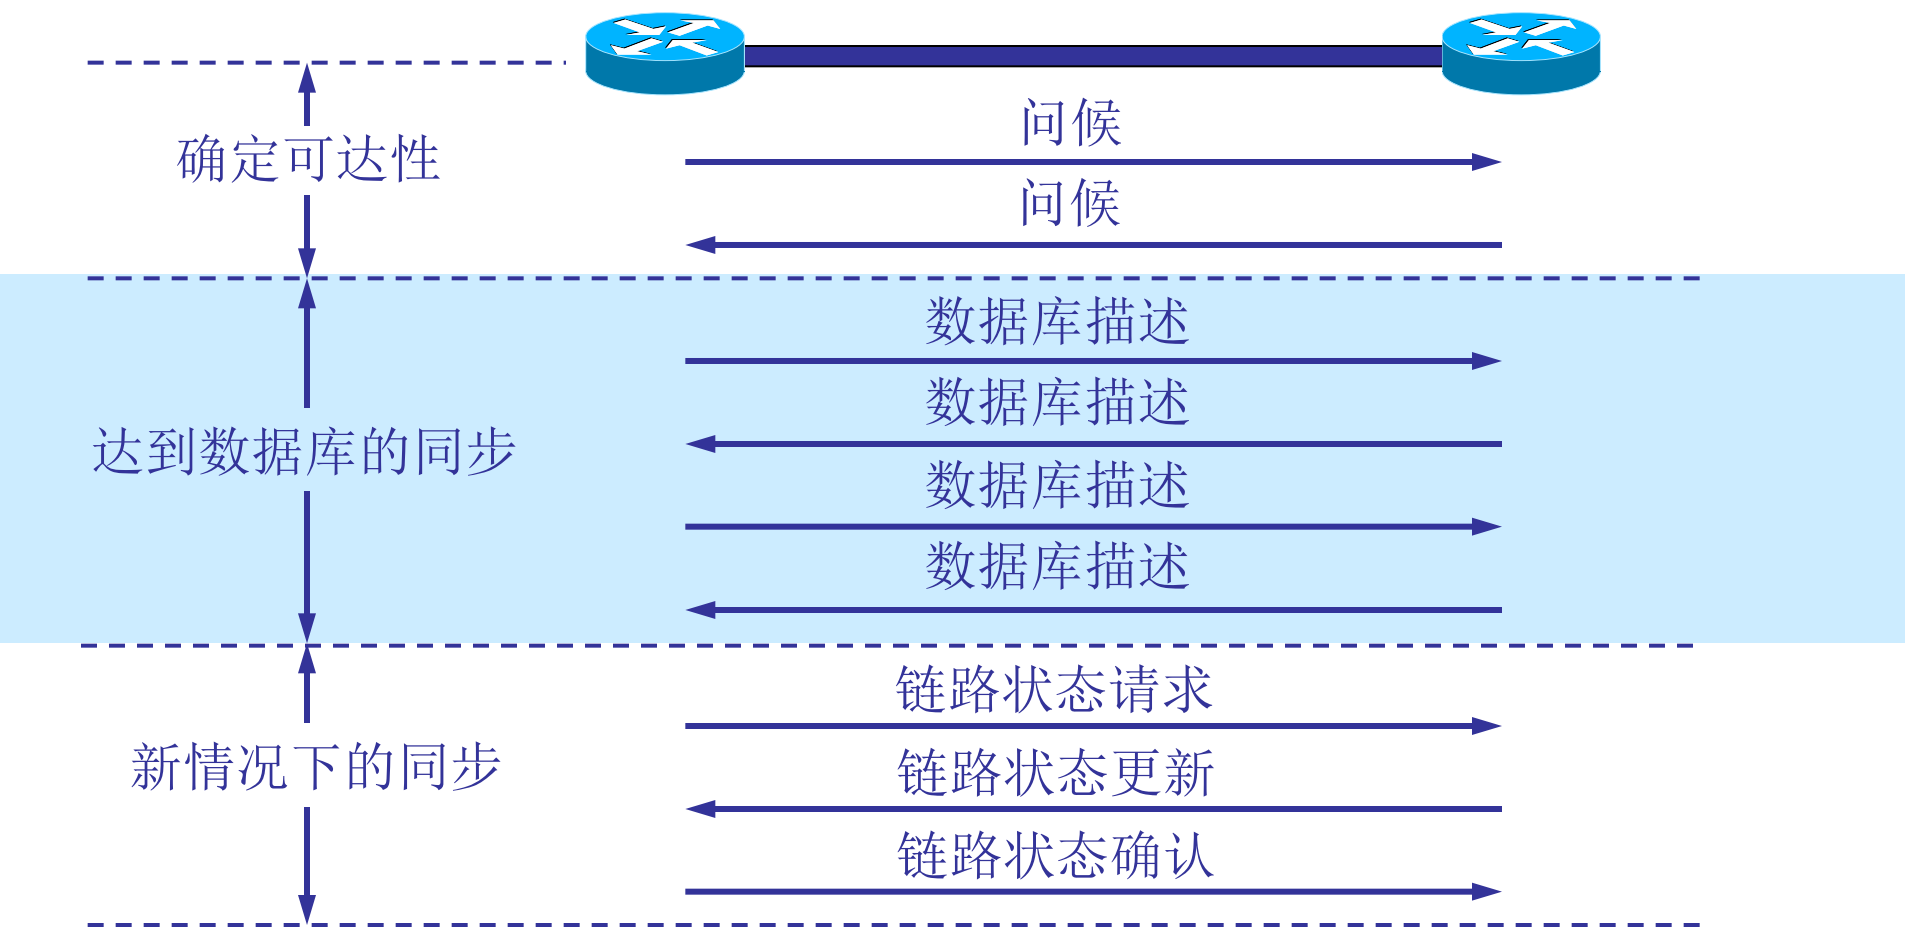 问候
确定可达性
问候
数据库描述
数据库描述
达到数据库的同步
数据库描述
数据库描述
链路状态请求
新情况下的同步
链路状态更新
链路状态确认